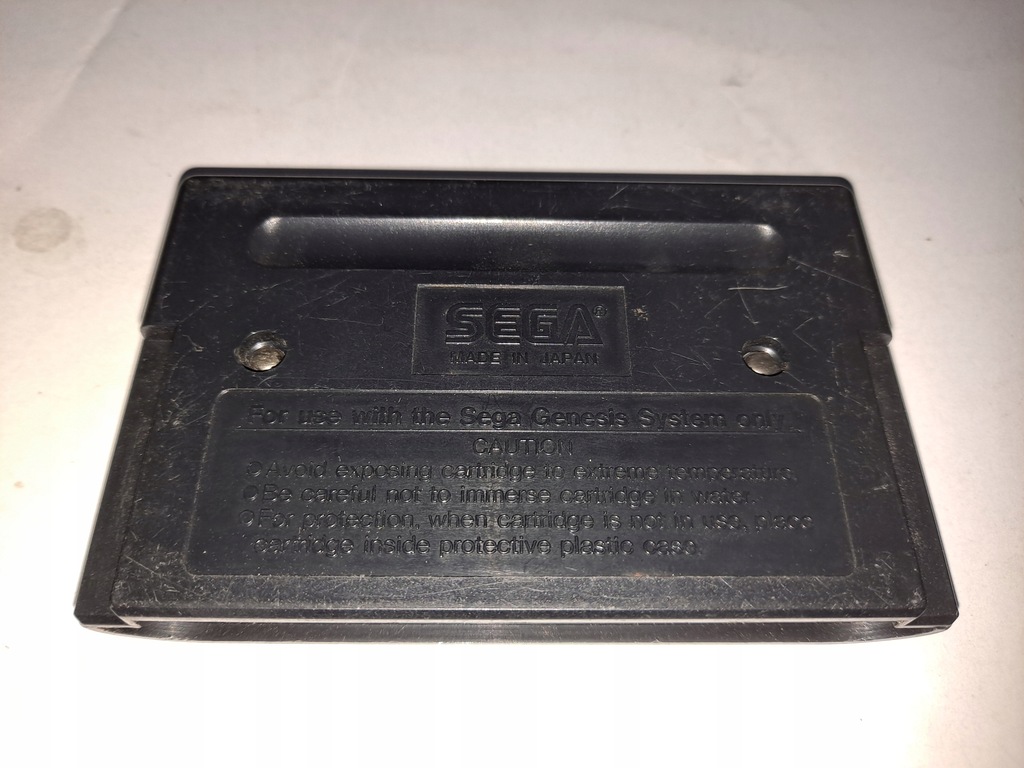 SEGA®
MADE IN JAPAN
For use with the Sega Genesis System only.
CAUTION
●Avoid exposing cartridge to extreme temperature.
●Be careful not to immerse cartridge in water.
●For protection, when cartridge is not in use, place
cartridge inside protective plastic case.